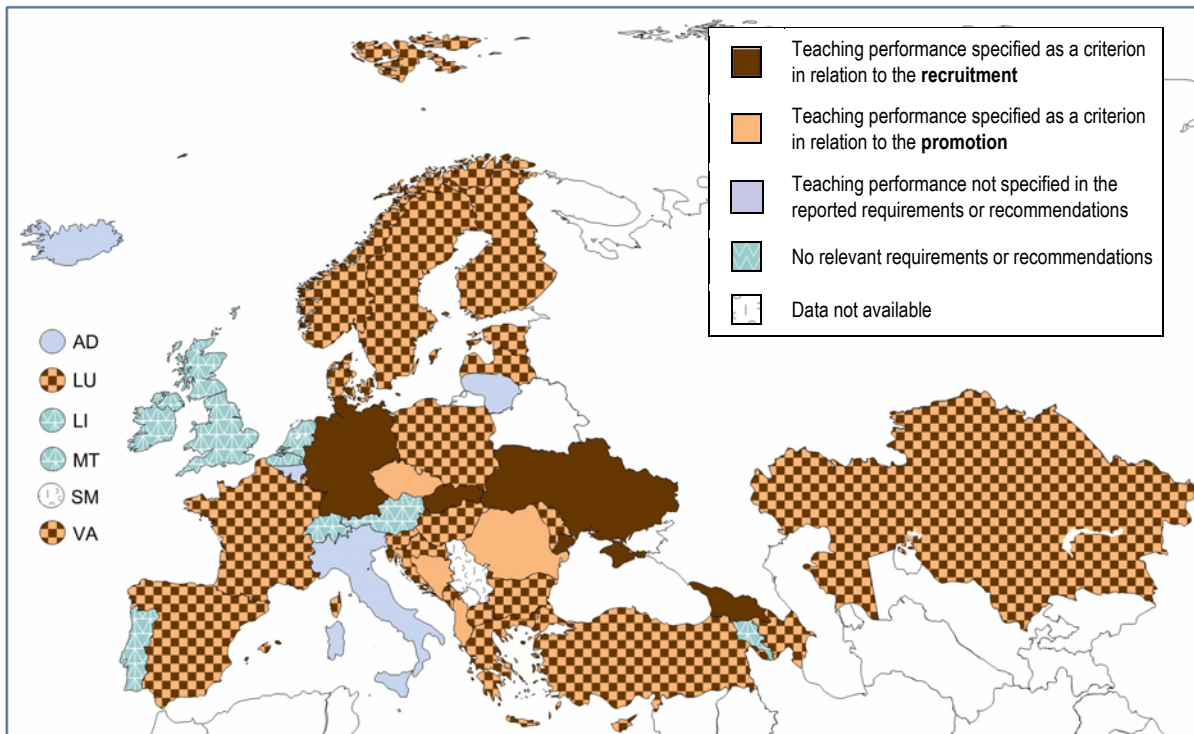 Teaching performance specified as a criterion
in relation to the recruitment
Teaching performance specified as a criterion
in relation to the promotion
Teaching performance not specified in the
reported requirements or recommendations
No relevant requirements or recommendations
Data not available
AD
LU
LI
MT
SM
VA